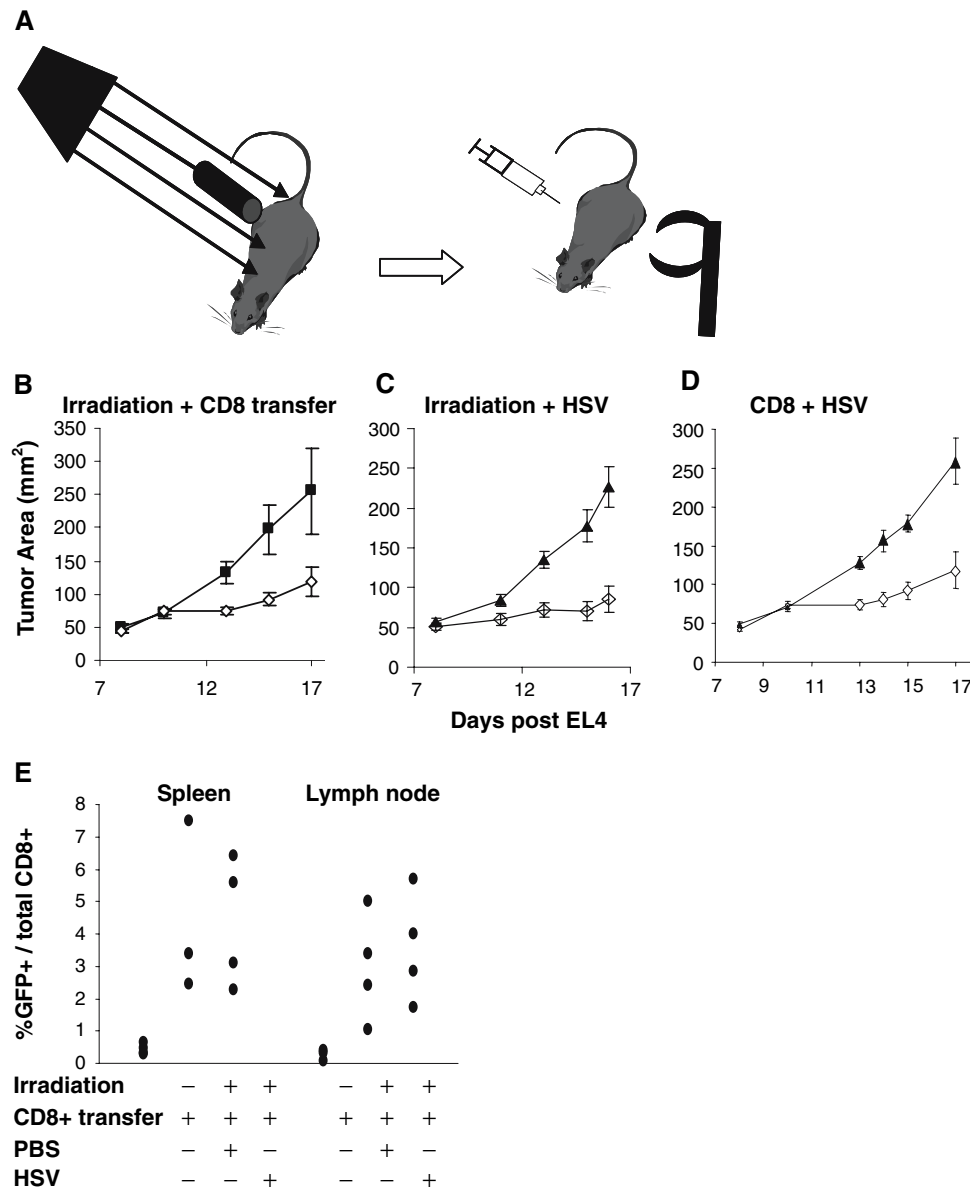 A
B
Irradiation + CD8 transfer
C
Irradiation + HSV
D
CD8 + HSV
Tumor Area (mm²)
350
300
250
200
150
100
50
0
7 12 17
300
250
200
150
100
50
0
7 12 17
300
250
200
150
100
50
0
7 9 11 13 15 17
Days post EL4
E
Spleen Lymph node
%GFP+ / total CD8+
8
7
6
5
4
3
2
1
0
Irradiation – + + – + +
CD8+ transfer + + + + + +
PBS – + – – + –
HSV – – + – – +